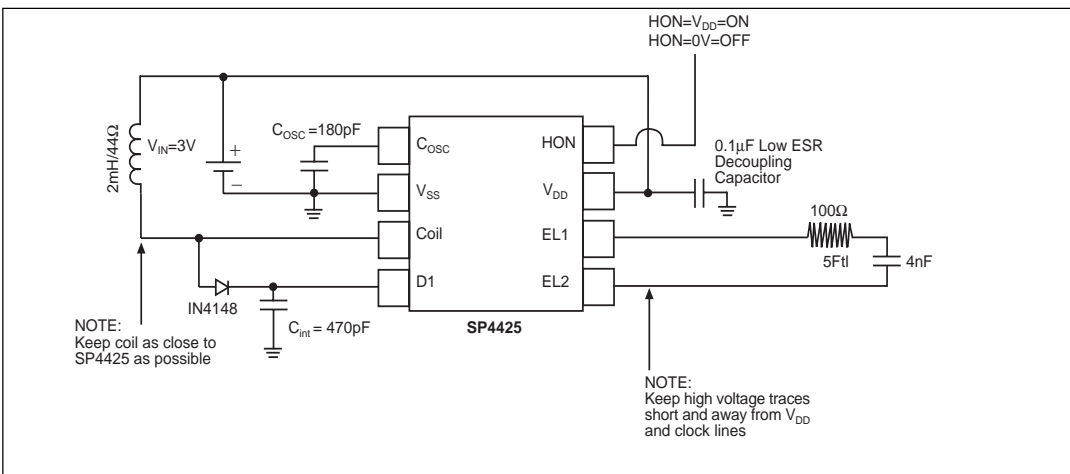 HON=VDD=ON
HON=0V=OFF
2mH/44Ω
VIN=3V
+
–
COSC=180pF
COSC
VSS
Coil
D1
HON
VDD
EL1
EL2
SP4425
0.1µF Low ESR
Decoupling
Capacitor
100Ω
5Ftl
4nF
IN4148
Cint = 470pF
NOTE:
Keep coil as close to
SP4425 as possible
NOTE:
Keep high voltage traces
short and away from VDD
and clock lines